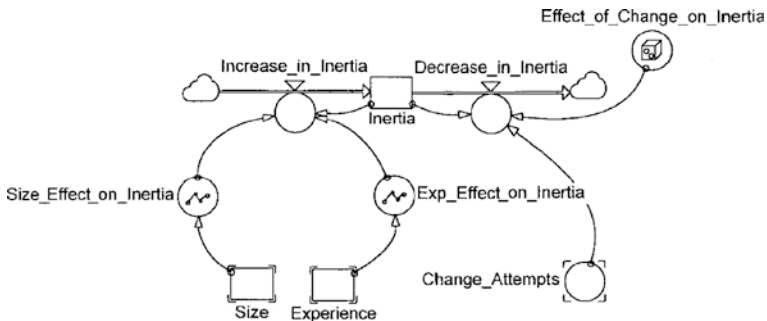 Effect_of_Change_on_Inertia
Increase_in_Inertia
Decrease_in_Inertia
Inertia
Size_Effect_on_Inertia
Exp_Effect_on_Inertia
Change_Attempts
Size
Experience